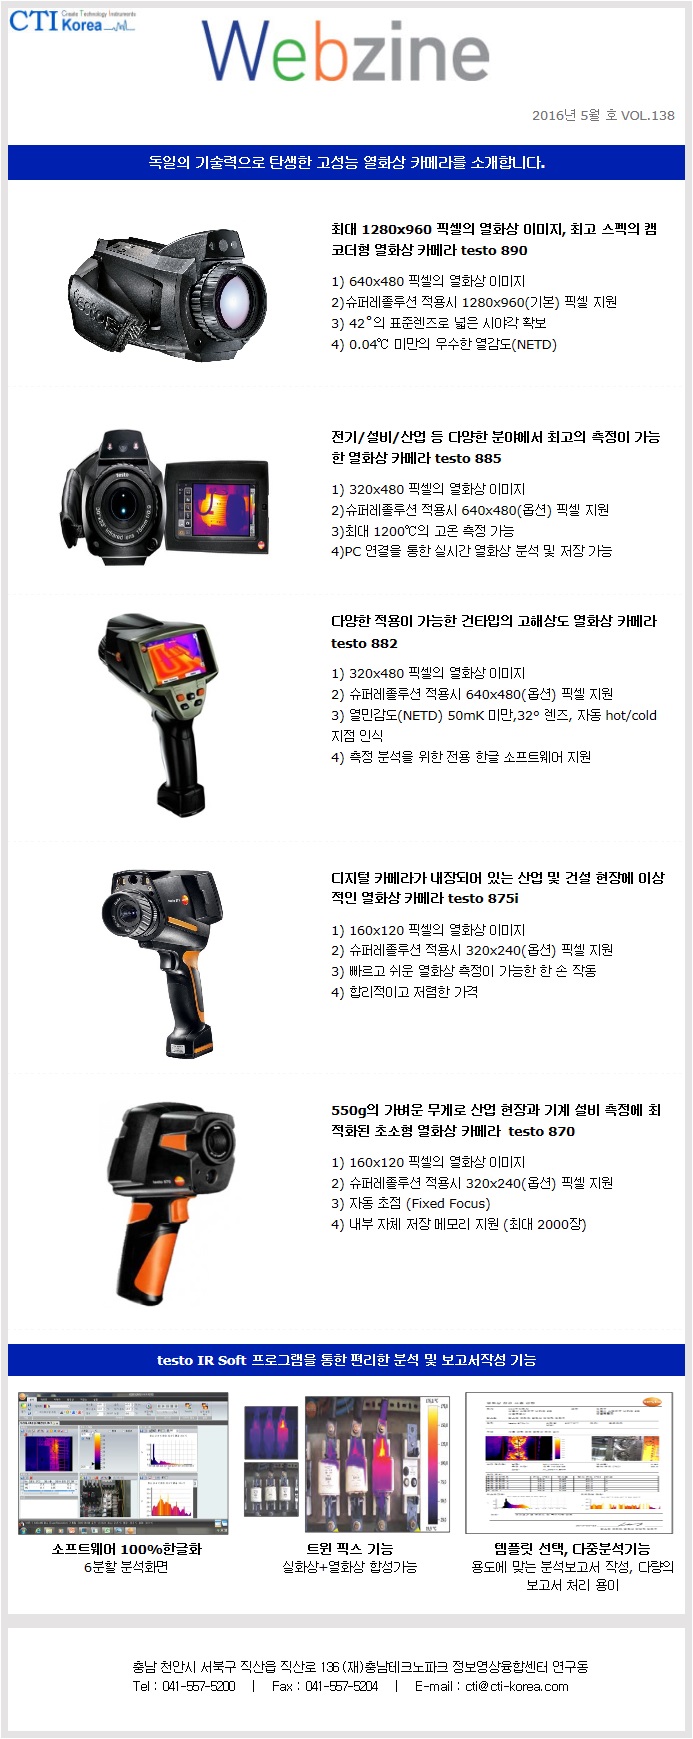 CTI Create Technology Instruments
Korea
Webzine
2016년 5월 호 VOL.138
독일의 기술력으로 탄생한 고성능 열화상 카메라를 소개합니다.
최대 1280x960 픽셀의 열화상 이미지, 최고 스펙의 캠
코더형 열화상 카메라 testo 890
1) 640x480 픽셀의 열화상 이미지
2)슈퍼레졸루션 적용시 1280x960(기본) 픽셀 지원
3) 42˚의 표준렌즈로 넓은 시야각 확보
4) 0.04℃ 미만의 우수한 열감도(NETD)
전기/설비/산업 등 다양한 분야에서 최고의 측정이 가능
한 열화상 카메라 testo 885
1) 320x480 픽셀의 열화상 이미지
2)슈퍼레졸루션 적용시 640x480(옵션) 픽셀 지원
3)최대 1200℃의 고온 측정 가능
4)PC 연결을 통한 실시간 열화상 분석 및 저장 가능
testo
다양한 적용이 가능한 건타입의 고해상도 열화상 카메라
testo 882
1) 320x480 픽셀의 열화상 이미지
2) 슈퍼레졸루션 적용시 640x480(옵션) 픽셀 지원
3) 열민감도(NETD) 50mK 미만,32° 렌즈, 자동 hot/cold
지점 인식
4) 측정 분석을 위한 전용 한글 소프트웨어 지원
디지털 카메라가 내장되어 있는 산업 및 건설 현장에 이상
적인 열화상 카메라 testo 875i
1) 160x120 픽셀의 열화상 이미지
2) 슈퍼레졸루션 적용시 320x240(옵션) 픽셀 지원
3) 빠르고 쉬운 열화상 측정이 가능한 한 손 작동
4) 합리적이고 저렴한 가격
550g의 가벼운 무게로 산업 현장과 기계 설비 측정에 최
적화된 초소형 열화상 카메라 testo 870
1) 160x120 픽셀의 열화상 이미지
2) 슈퍼레졸루션 적용시 320x240(옵션) 픽셀 지원
3) 자동 초점 (Fixed Focus)
4) 내부 자체 저장 메모리 지원 (최대 2000장)
testo IR Soft 프로그램을 통한 편리한 분석 및 보고서작성 기능
소프트웨어 100%한글화
6분할 분석화면
트윈 픽스 기능
실화상+열화상 합성가능
템플릿 선택, 다중분석기능
용도에 맞는 분석보고서 작성, 다량의
보고서 처리 용이
충남 천안시 서북구 직산읍 직산로 136 (재)충남테크노파크 정보영상융합센터 연구동
Tel : 041-557-5200 | Fax : 041-557-5204 | E-mail : cti@cti-korea.com